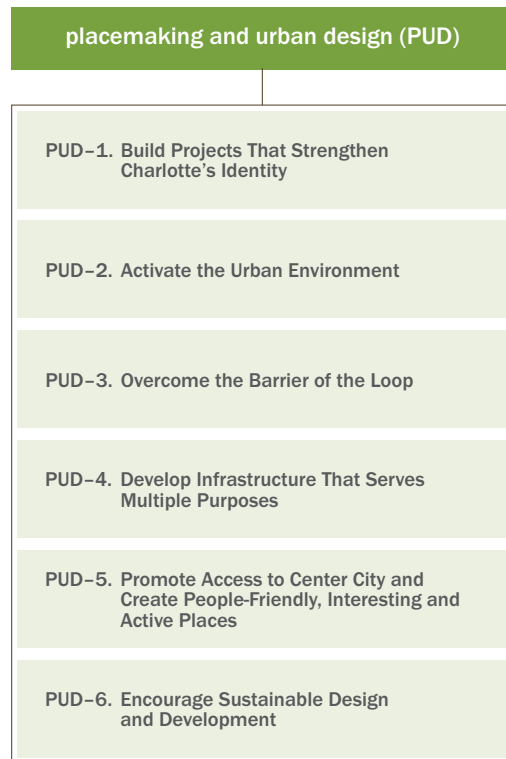 placemaking and urban design (PUD)
PUD–1. Build Projects That Strengthen
Charlotte’s Identity
PUD–2. Activate the Urban Environment
PUD–3. Overcome the Barrier of the Loop
PUD–4. Develop Infrastructure That Serves
Multiple Purposes
PUD–5. Promote Access to Center City and
Create People-Friendly, Interesting and
Active Places
PUD–6. Encourage Sustainable Design
and Development